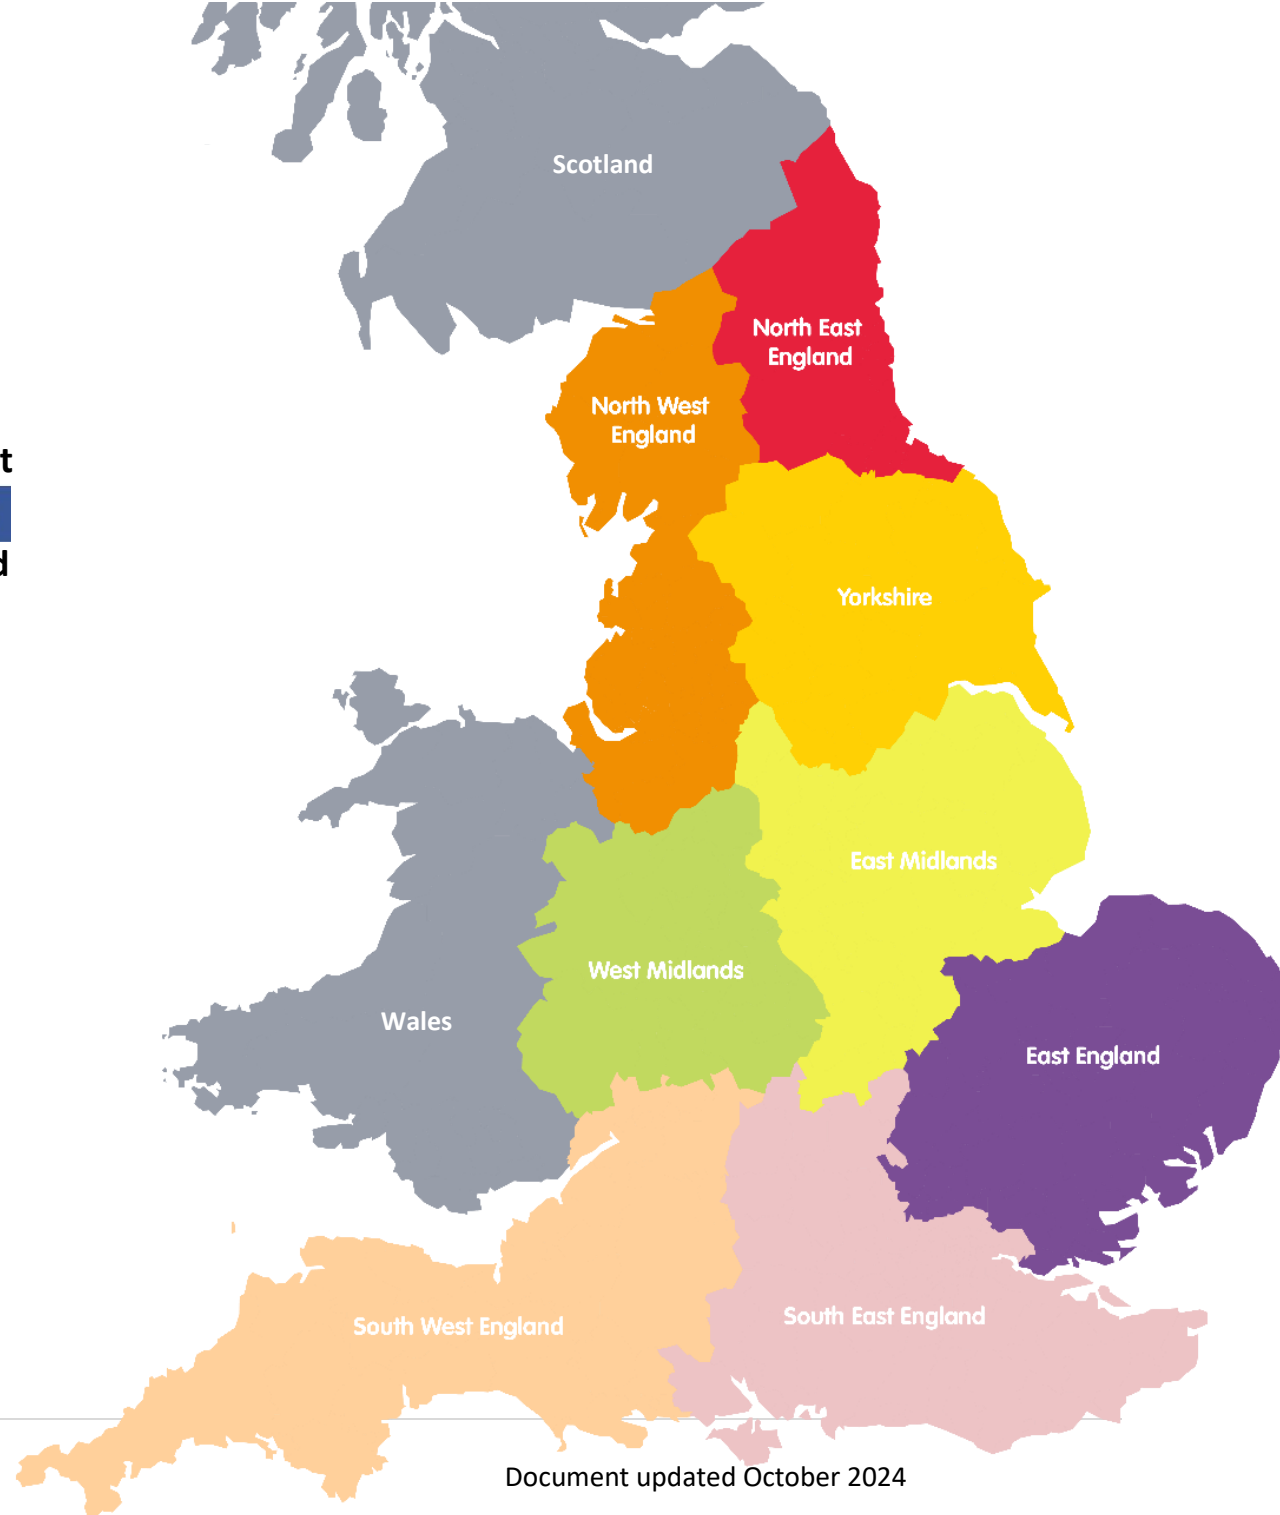 Scotland
North East
England
North West
England
t
d
Yorkshire
East Midlands
West Midlands
Wales
East England
South East England
South West England
Document updated October 2024